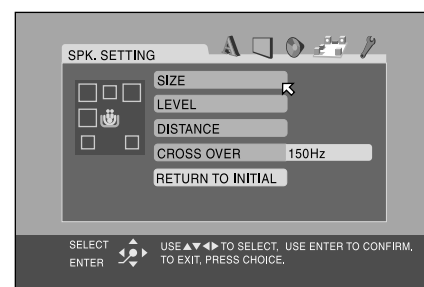 SPK. SETTING
SIZE
LEVEL
DISTANCE
CROSS OVER 150Hz
RETURN TO INITIAL
SELECT
ENTER
USE ▲▼◀▶ TO SELECT, USE ENTER TO CONFIRM,
TO EXIT, PRESS CHOICE.